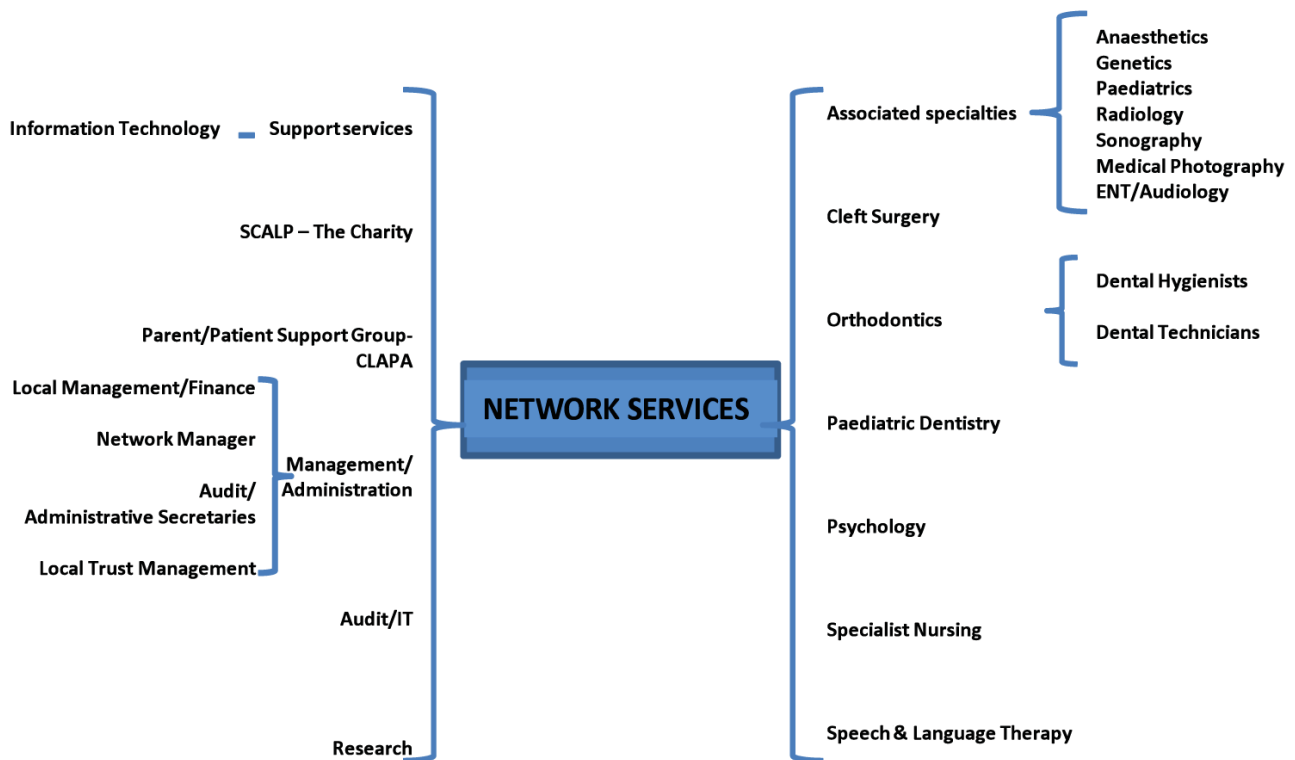 Information Technology
Support services
SCALP – The Charity
Parent/Patient Support Group-
CLAPA
Local Management/Finance
Network Manager
Audit/
Administrative Secretaries
Local Trust Management
Management/
Administration
Audit/IT
Research
NETWORK SERVICES
Associated specialties
Anaesthetics
Genetics
Paediatrics
Radiology
Sonography
Medical Photography
ENT/Audiology
Cleft Surgery
Orthodontics
Dental Hygienists
Dental Technicians
Paediatric Dentistry
Psychology
Specialist Nursing
Speech & Language Therapy